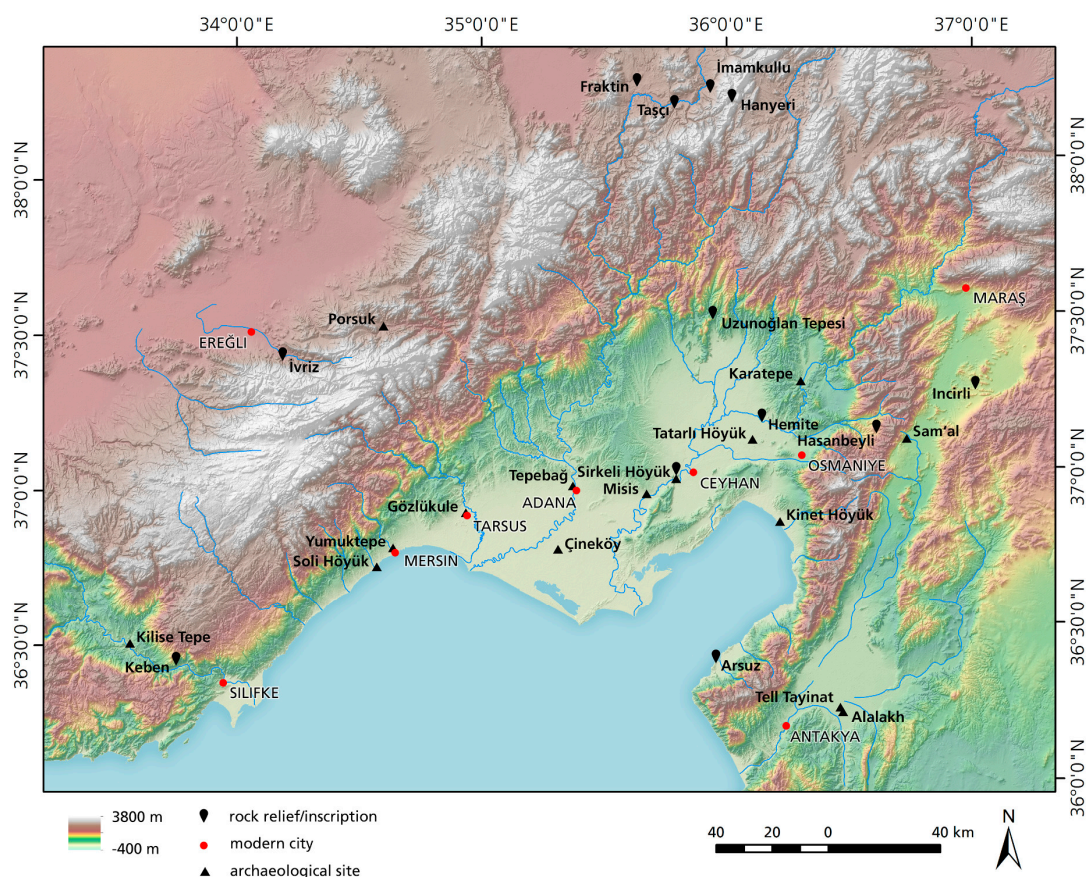 34°0'0"E 35°0'0"E 36°0'0"E 37°0'0"E
38°0'0"N
37°30'0"N
37°0'0"N
36°30'0"N
38°0'0"N
37°30'0"N
37°0'0"N
36°30'0"N
36°0'0"N
İmamkullu
Fraktin
Taşçı
Hanyeri
MARAŞ
Porsuk
Uzunoğlan Tepesi
EREĞLI
İvriz
Karatepe
Incirli
Hemite
Tatarlı Höyük
Hasanbeyli
Sam'al
OSMANIYE
Sirkeli Höyük
Tepebağ
CEYHAN
Misis
ADANA
Gözlükule
Kinet Höyük
TARSUS
Yumuktepe
Çineköy
Soli Höyük
MERSIN
Kilise Tepe
Keben
Arsuz
SILIFKE
Tell Tayinat
Alalakh
ANTAKYA
3800 m
-400 m
rock relief/inscription
modern city
archaeological site
40 20 0 40 km
N